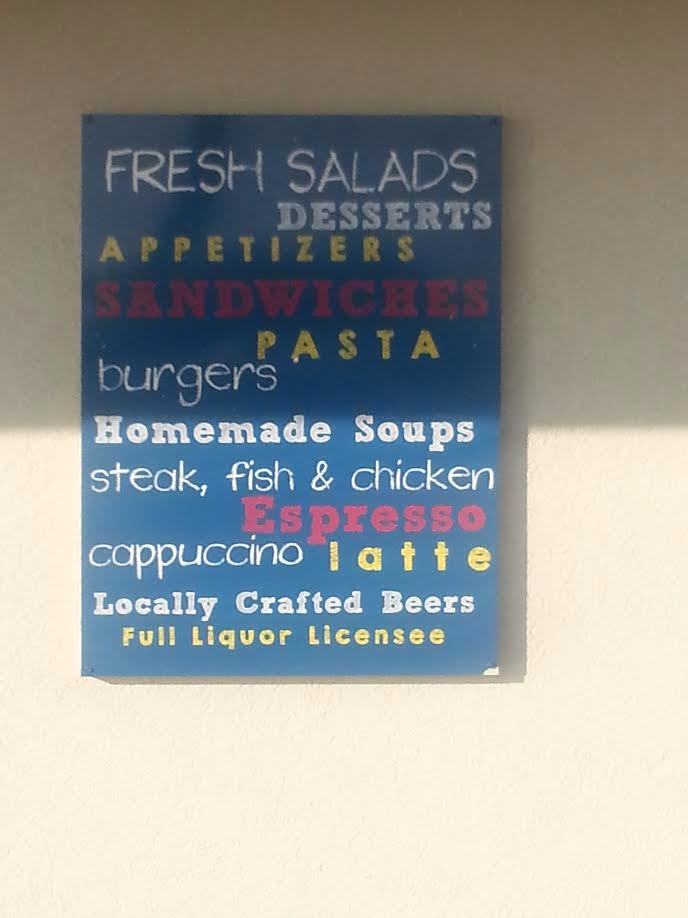 FRESH SALADS
DESSERTS
APPETIZERS
SANDWICHES
PASTA
burgers
Homemade Soups
steak, fish & chicken
Espresso
cappuccino latte
Locally Crafted Beers
Full Liquor Licensee